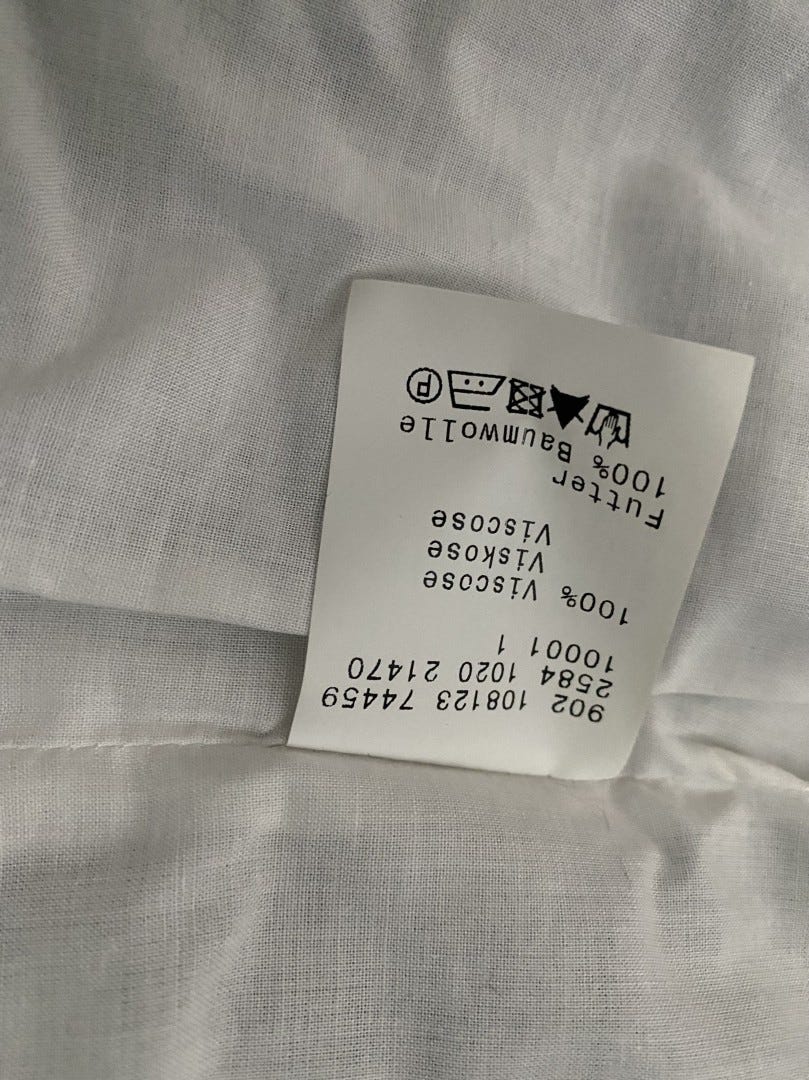 902 108123 74459
2584 1020 21470
10001 1
100% Viscose
Viskose
Viscose
Futter
100% Baumwolle
P